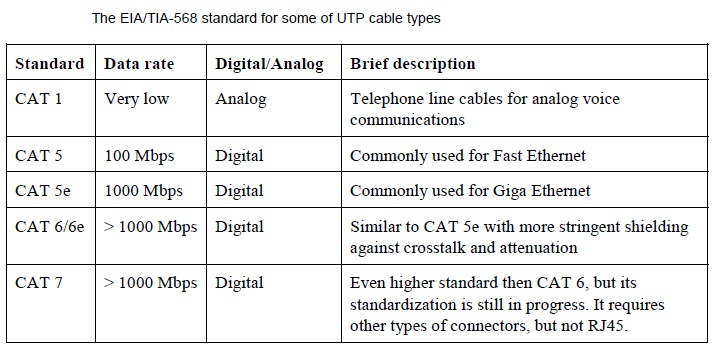 The EIA/TIA-568 standard for some of UTP cable types
Standard Data rate Digital/Analog Brief description
CAT 1 Very low Analog Telephone line cables for analog voice
communications
CAT 5 100 Mbps Digital Commonly used for Fast Ethernet
CAT 5e 1000 Mbps Digital Commonly used for Giga Ethernet
CAT 6/6e > 1000 Mbps Digital Similar to CAT 5e with more stringent shielding
against crosstalk and attenuation
CAT 7 > 1000 Mbps Digital Even higher standard then CAT 6, but its
standardization is still in progress. It requires
other types of connectors, but not RJ45.